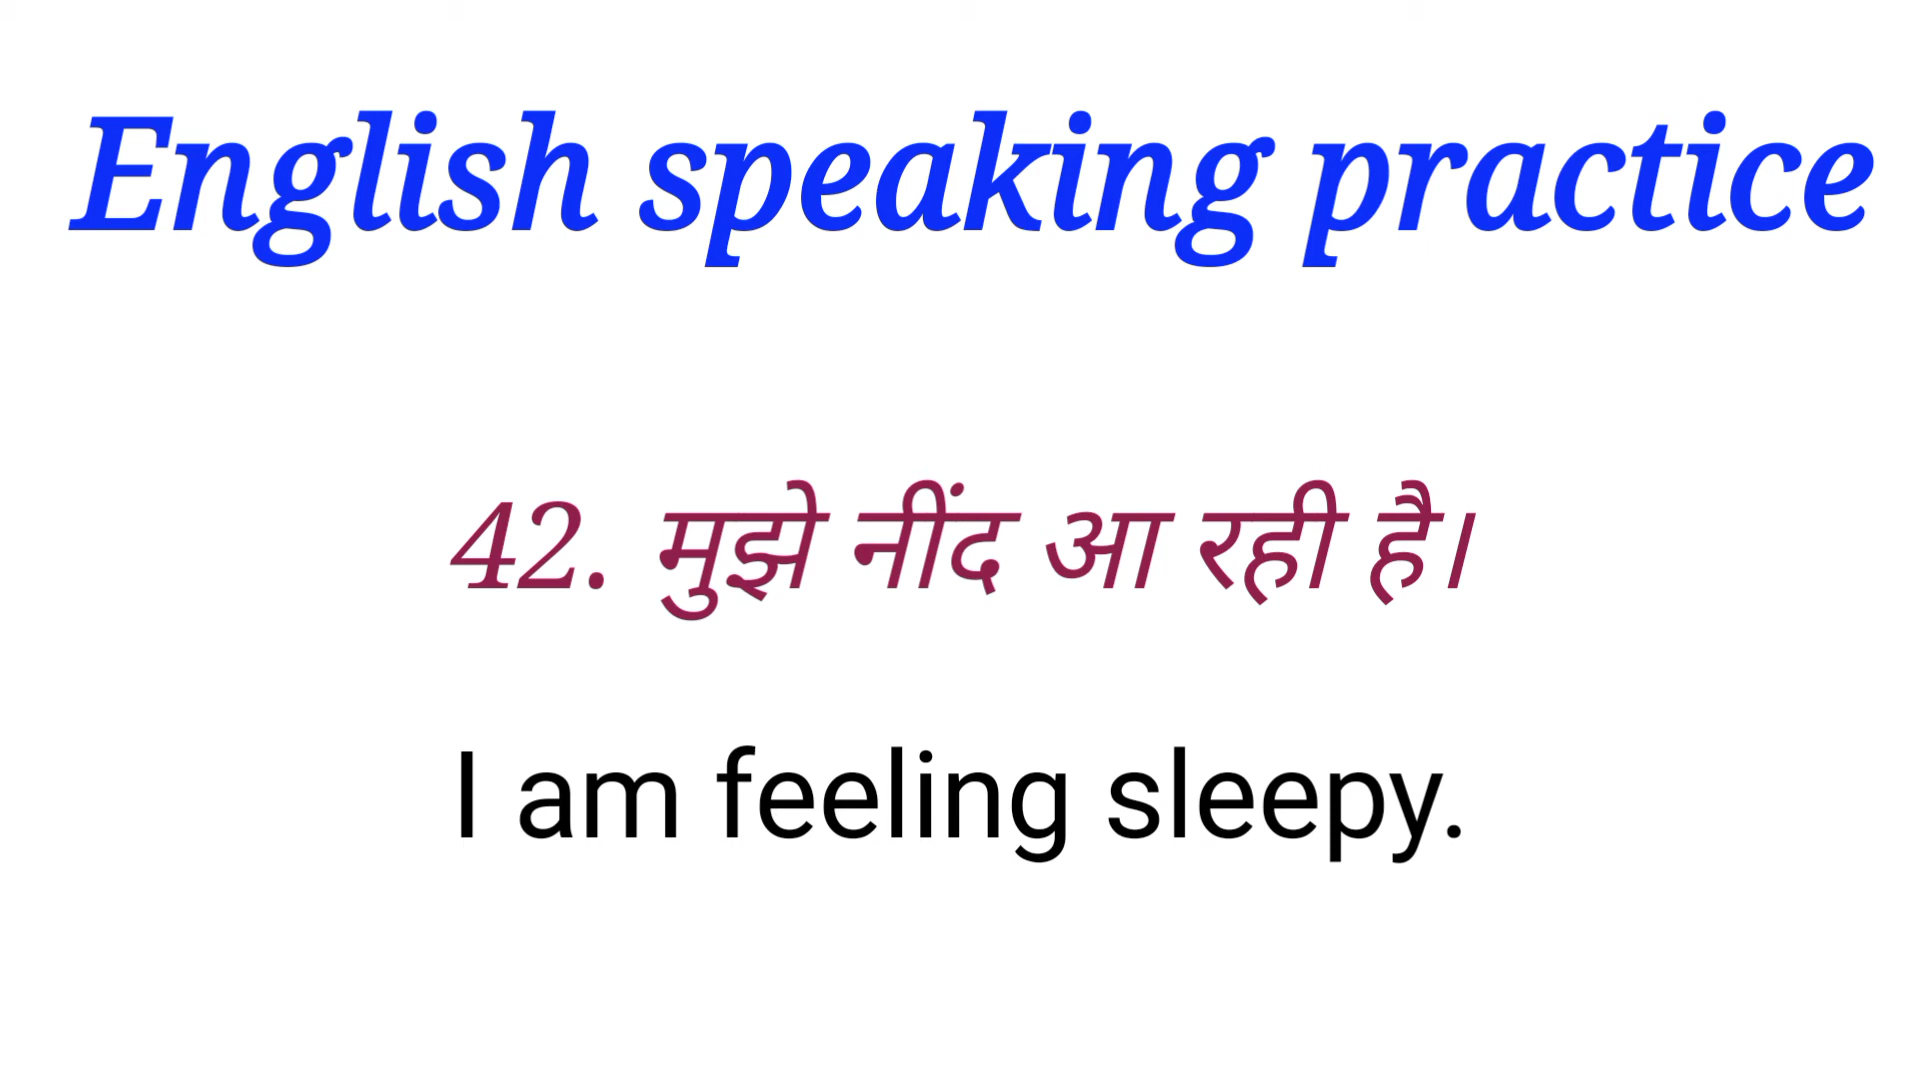 English speaking practice
42. मुझे नींद आ रही है।
I am feeling sleepy.